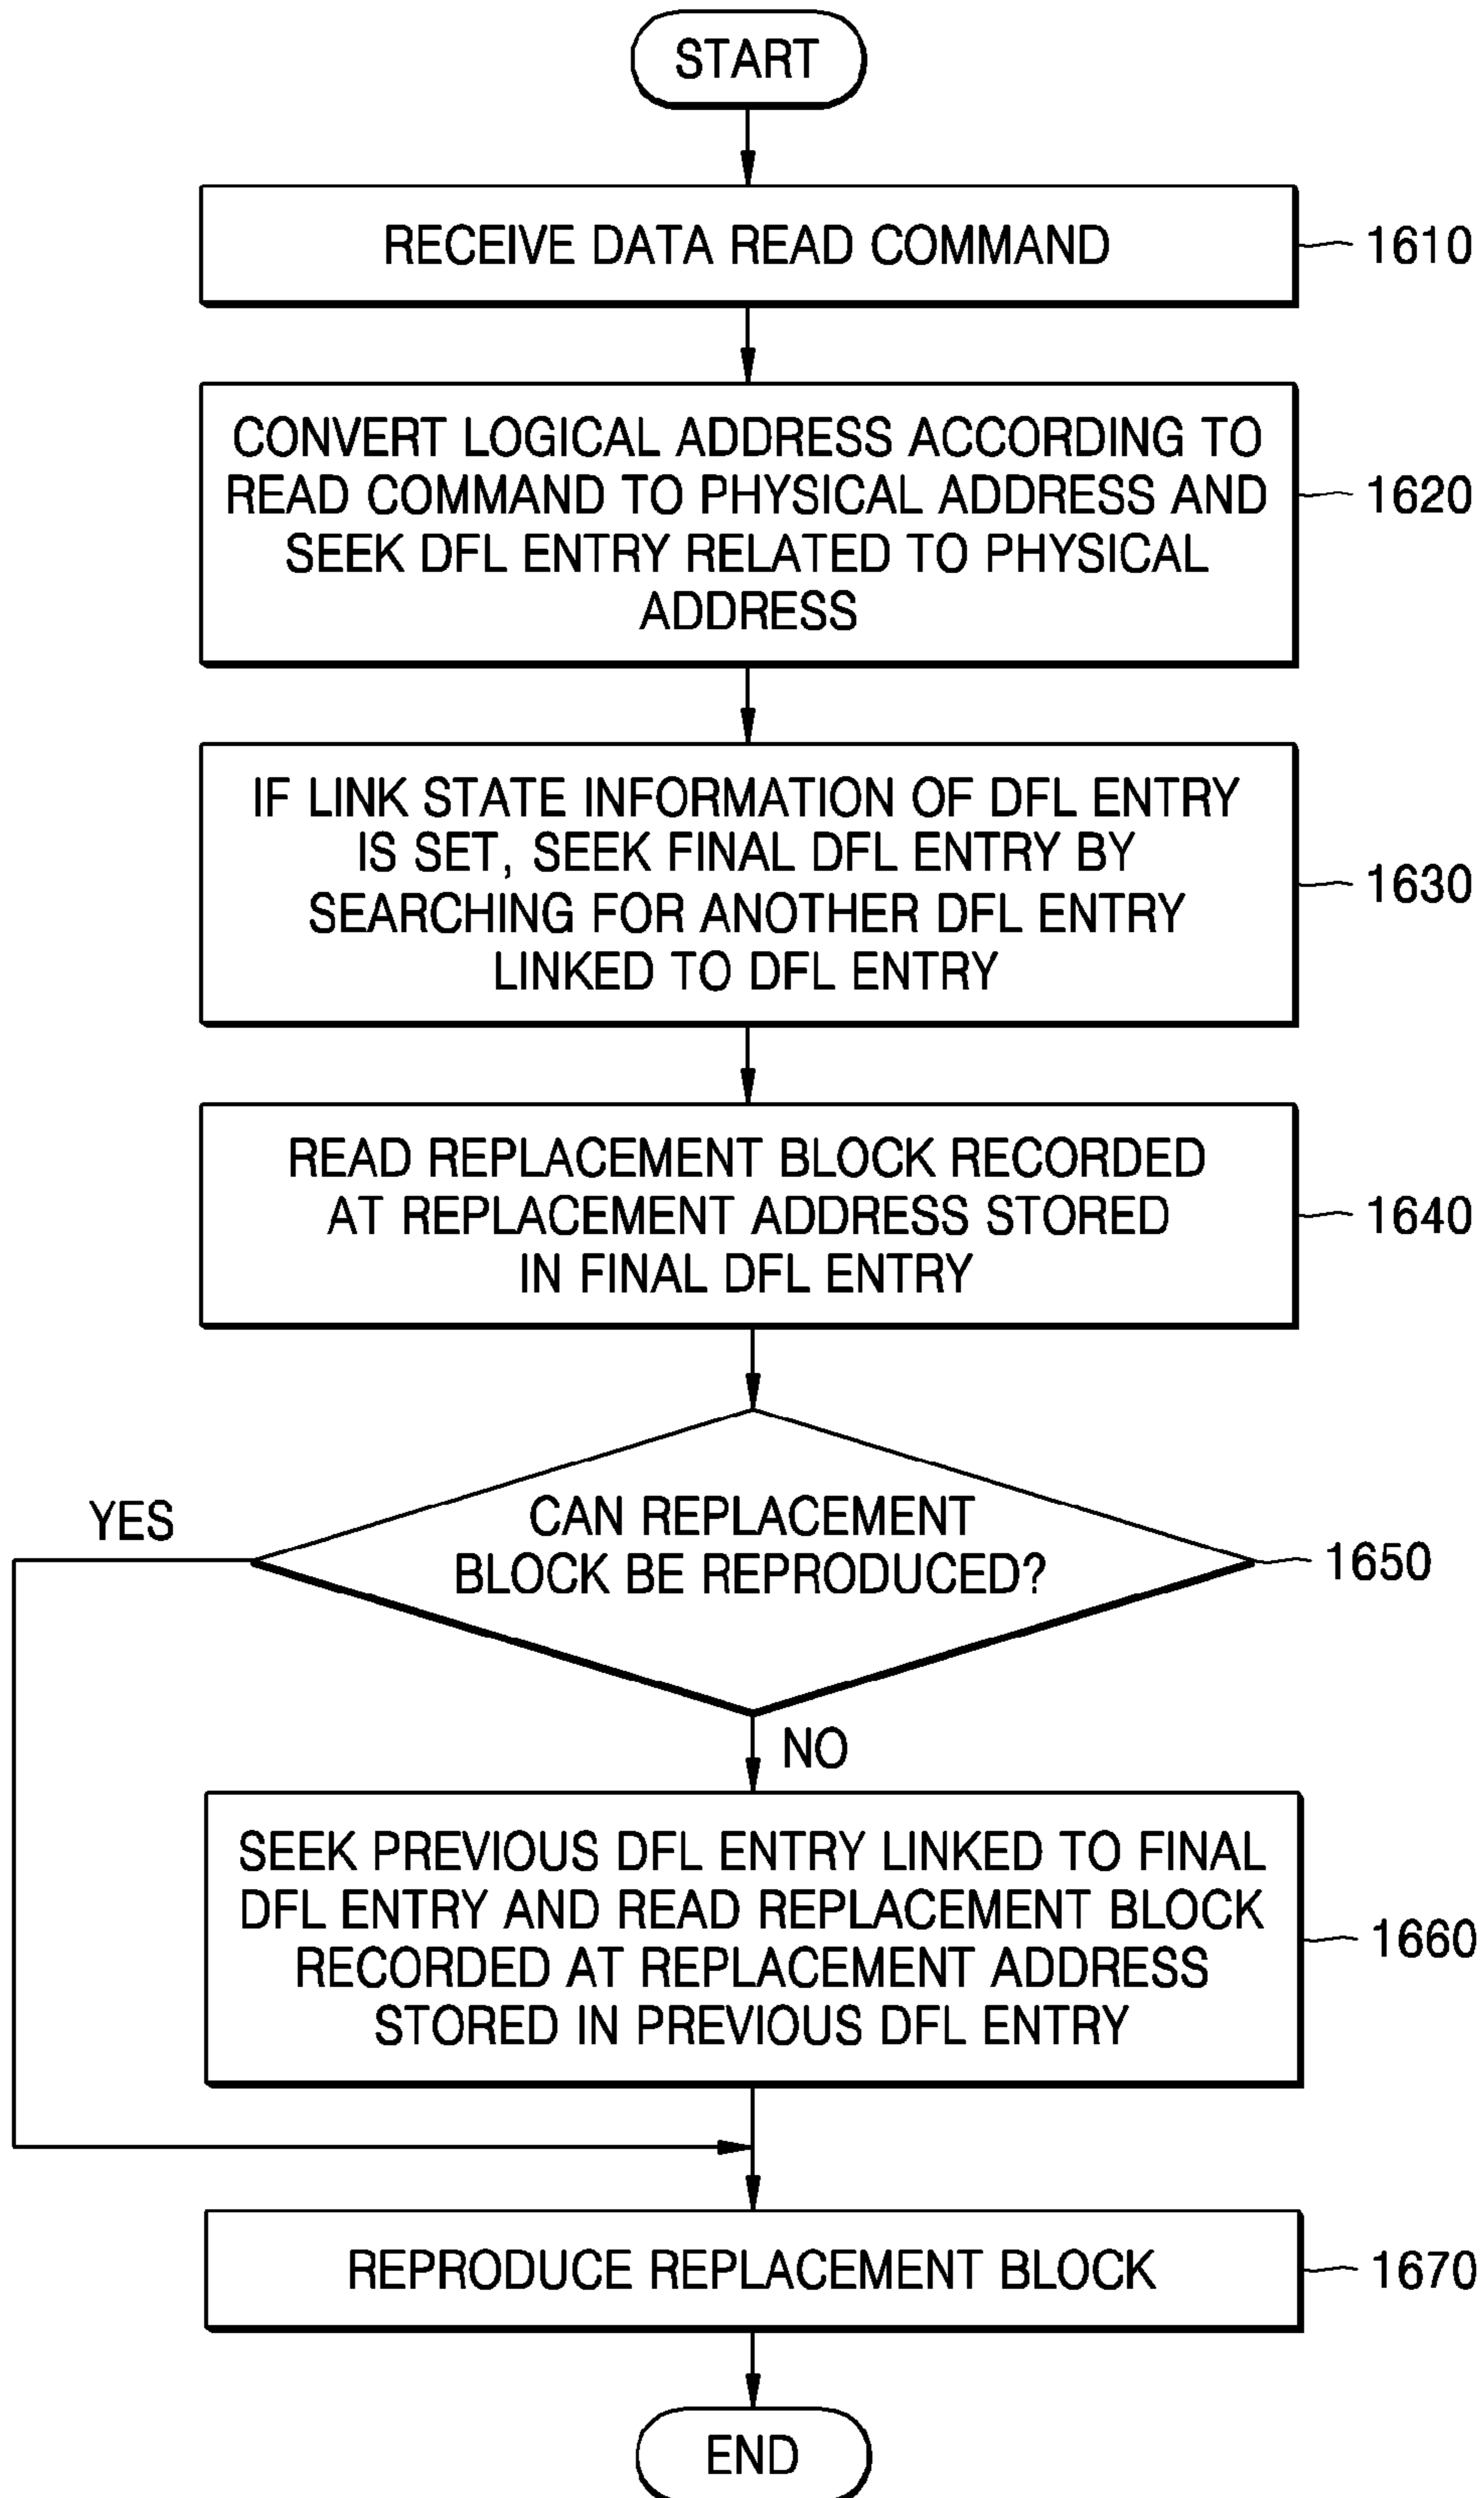 START
RECEIVE DATA READ COMMAND
1610
CONVERT LOGICAL ADDRESS ACCORDING TO
READ COMMAND TO PHYSICAL ADDRESS AND
SEEK DFL ENTRY RELATED TO PHYSICAL
ADDRESS
1620
IF LINK STATE INFORMATION OF DFL ENTRY
IS SET, SEEK FINAL DFL ENTRY BY
SEARCHING FOR ANOTHER DFL ENTRY
LINKED TO DFL ENTRY
1630
READ REPLACEMENT BLOCK RECORDED
AT REPLACEMENT ADDRESS STORED
IN FINAL DFL ENTRY
1640
YES
CAN REPLACEMENT
BLOCK BE REPRODUCED?
1650
NO
SEEK PREVIOUS DFL ENTRY LINKED TO FINAL
DFL ENTRY AND READ REPLACEMENT BLOCK
RECORDED AT REPLACEMENT ADDRESS
STORED IN PREVIOUS DFL ENTRY
1660
REPRODUCE REPLACEMENT BLOCK
1670
END